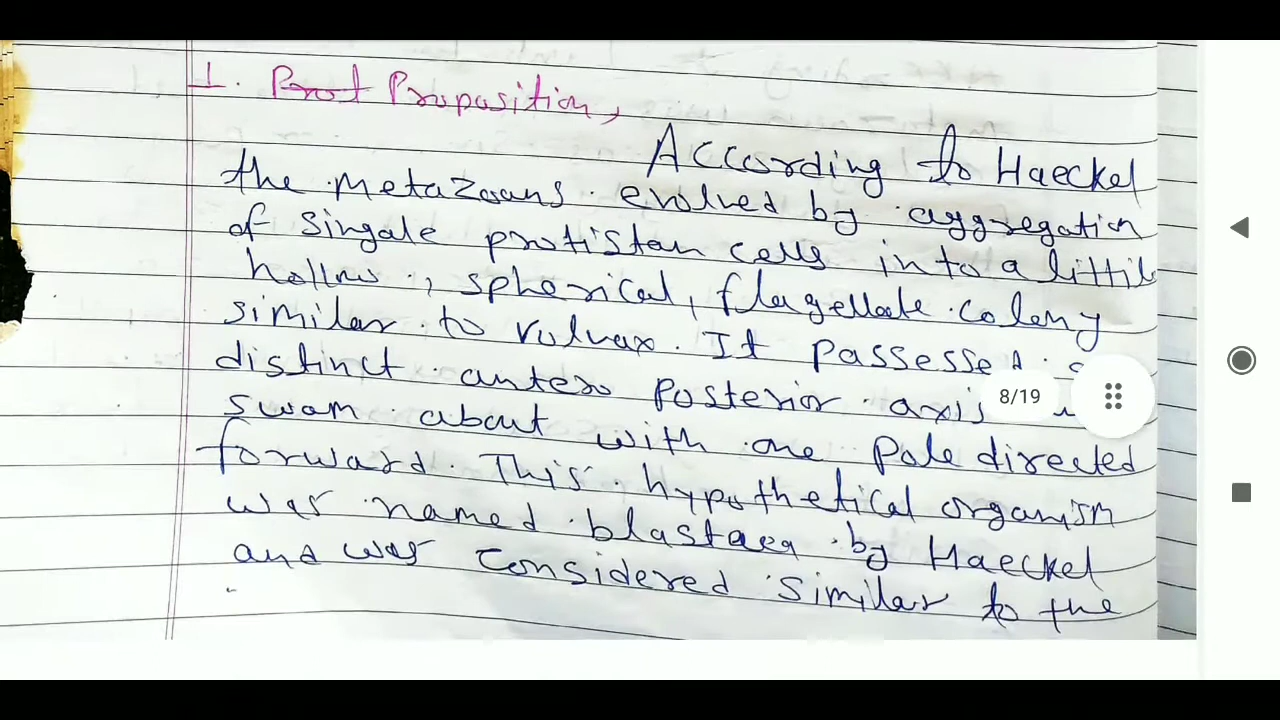 1. Prot Proposition,
According to Haeckel
the metazoans evolved by aggregation
of singale protistan cells into a little
hollow, spherical, flagellate colony
similar to volvox. It possessed
distinct antero posterior axis
8/19
swam about with one pole directed
forward. This hypothetical organism
was named blastaea by Haeckel
and was considered similar to the